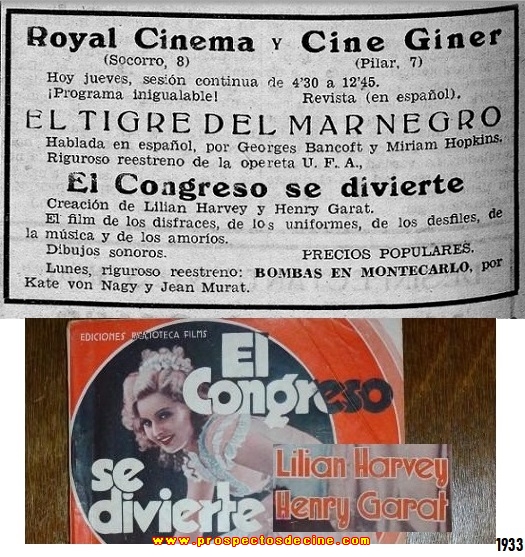 Royal Cinema Y Cine Giner
(Socorro, 8) (Pilar, 7)
Hoy jueves, sesión continua de 4'30 a 12'45.
¡Programa inigualable! Revista (en español).
EL TIGRE DEL MAR NEGRO
Hablada en español, por Georges Bancoft y Miriam Hopkins.
Riguroso reestreno de la opereta U. F. A.,
El Congreso se divierte
Creación de Lilian Harvey y Henry Garat.
El film de los disfraces, de los uniformes, de los desfiles, de
la música y de los amoríos.
Dibujos sonoros. PRECIOS POPULARES.
Lunes, riguroso reestreno: BOMBAS EN MONTECARLO, por
Kate von Nagy y Jean Murat.
EDICIONES BIBLIOTECA FILMS
El
Congreso
se
divierte
Lilian Harvey
Henry Garat
www.prospectosdecine.com
1933